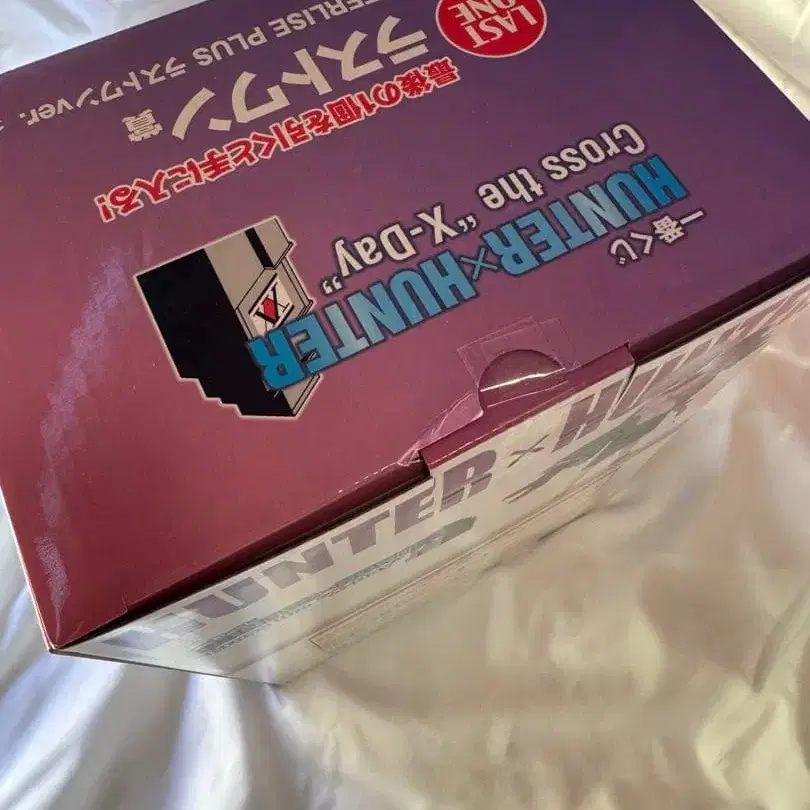 一番くじ
HUNTER×HUNTER
Cross the “X-Day”
最後の1個を引くと手に入る!
ラストワン賞
LAST ONE
ERLISE PLUS ラストワンver.
HUNTER × HUN